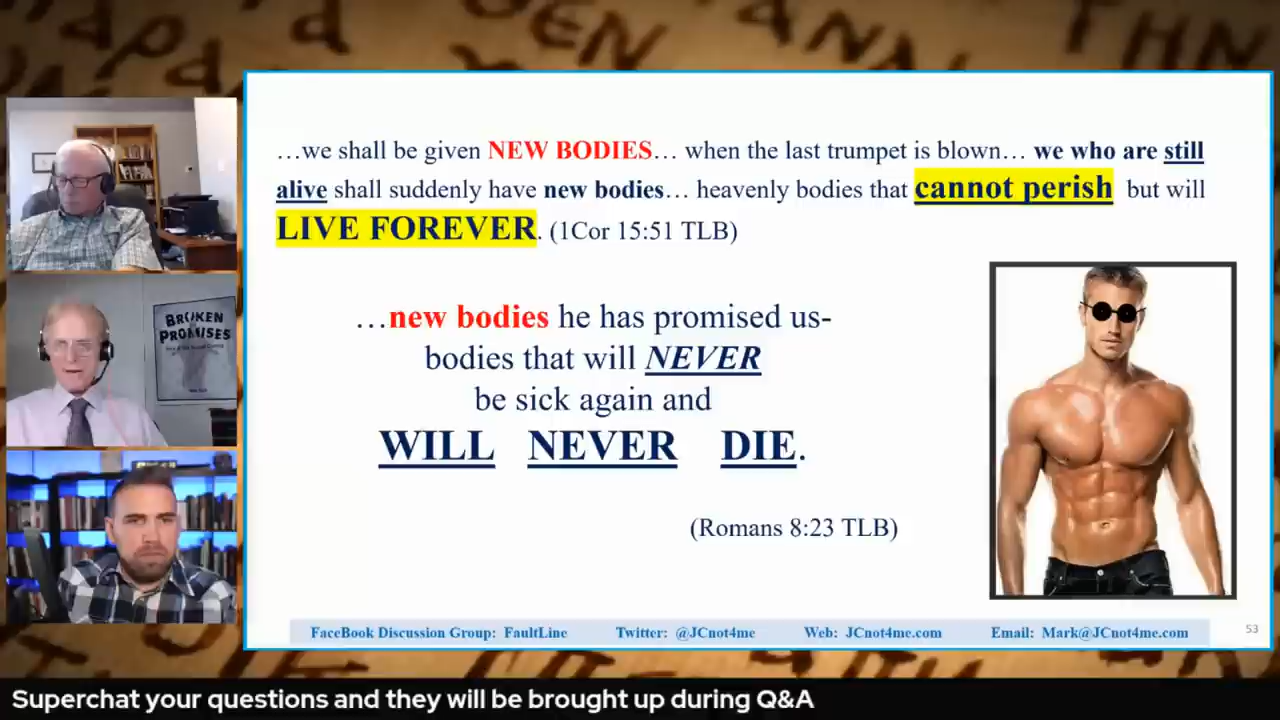 …we shall be given NEW BODIES… when the last trumpet is blown… we who are still
alive shall suddenly have new bodies… heavenly bodies that cannot perish but will
LIVE FOREVER. (1Cor 15:51 TLB)
…new bodies he has promised us-
bodies that will NEVER
be sick again and
WILL NEVER DIE.
(Romans 8:23 TLB)
FaceBook Discussion Group: FaultLine Twitter: @JCnot4me Web: JCnot4me.com Email: Mark@JCnot4me.com
53
BROKEN
PROMISES
Superchat your questions and they will be brought up during Q&A